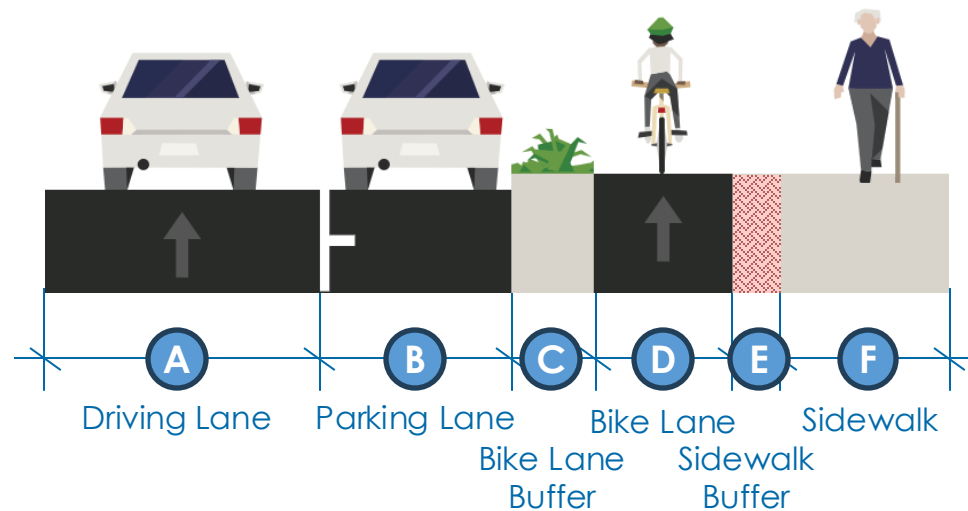 A
B
C
D
E
F
Driving Lane
Parking Lane
Bike Lane
Buffer
Bike Lane
Sidewalk
Buffer
Sidewalk